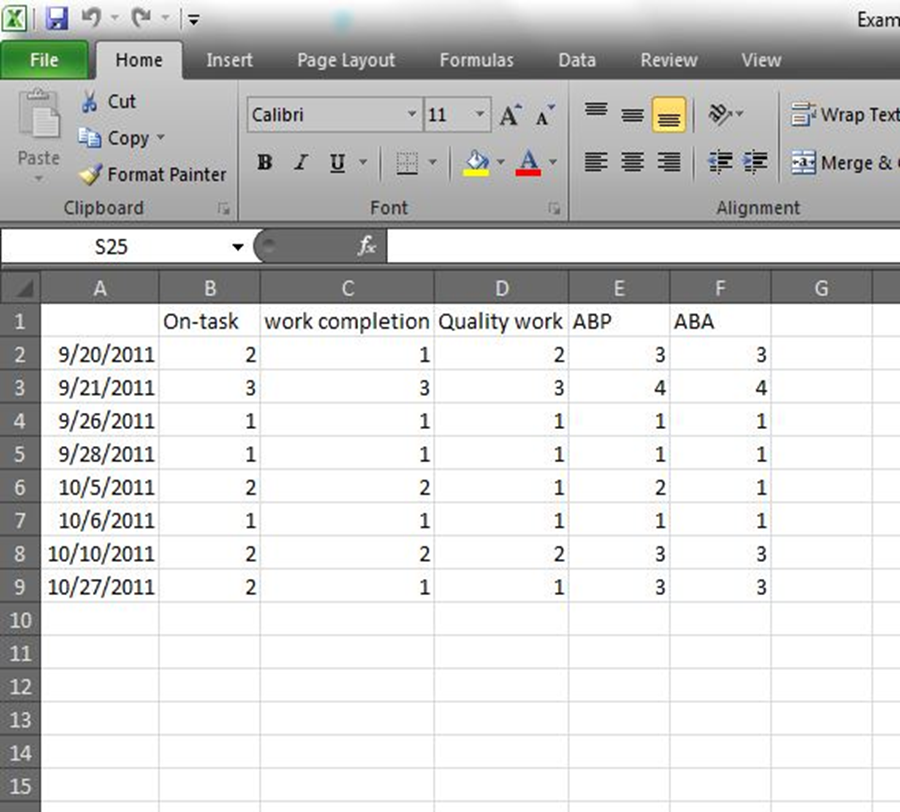 Exam
File Home Insert Page Layout Formulas Data Review View
Cut
Copy
Paste
Format Painter
Clipboard
Calibri 11 A A
B I U A
Font
Wrap Text
Merge &
Alignment
S25 fx
A B C D E F G
1 On-task work completion Quality work ABP ABA
2 9/20/2011 2 1 2 3 3
3 9/21/2011 3 3 3 4 4
4 9/26/2011 1 1 1 1 1
5 9/28/2011 1 1 1 1 1
6 10/5/2011 2 2 1 2 1
7 10/6/2011 1 1 1 1 1
8 10/10/2011 2 2 2 3 3
9 10/27/2011 2 1 1 3 3
10
11
12
13
14
15